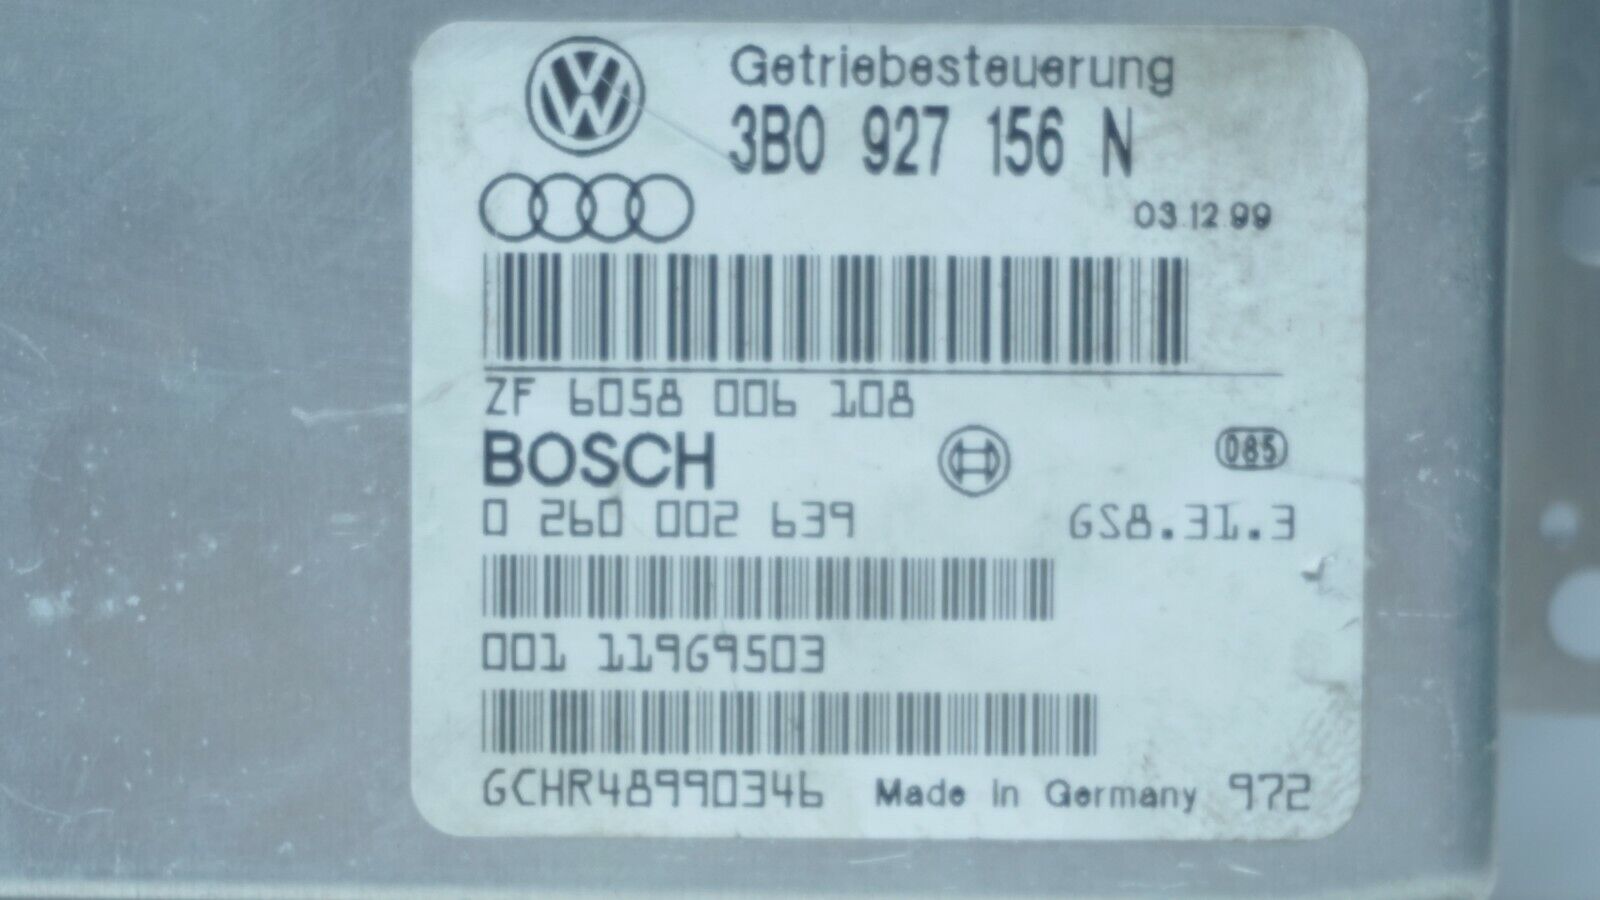 Getriebesteuerung
3B0 927 156 N
03.12.99
ZF 6058 006 108
BOSCH
085
0 260 002 639 GS8.31.3
001 11969503
GCHR48990346 Made in Germany 972